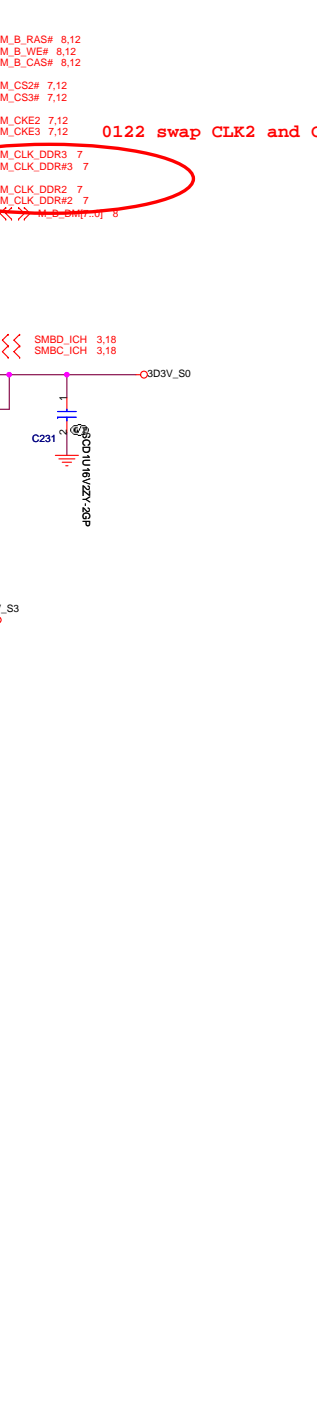 M_B_RAS# 8,12
M_B_WE# 8,12
M_B_CAS# 8,12
M_CS2# 7,12
M_CS3# 7,12
M_CKE2 7,12
M_CKE3 7,12
0122 swap CLK2 and
M_CLK_DDR3 7
M_CLK_DDR#3 7
M_CLK_DDR2 7
M_CLK_DDR#2 7
M_B_DM[7..0] 8
SMBD_ICH 3,18
SMBC_ICH 3,18
3D3V_S0
1
2
C231
SCD1U16V2ZY-2GP
_S3